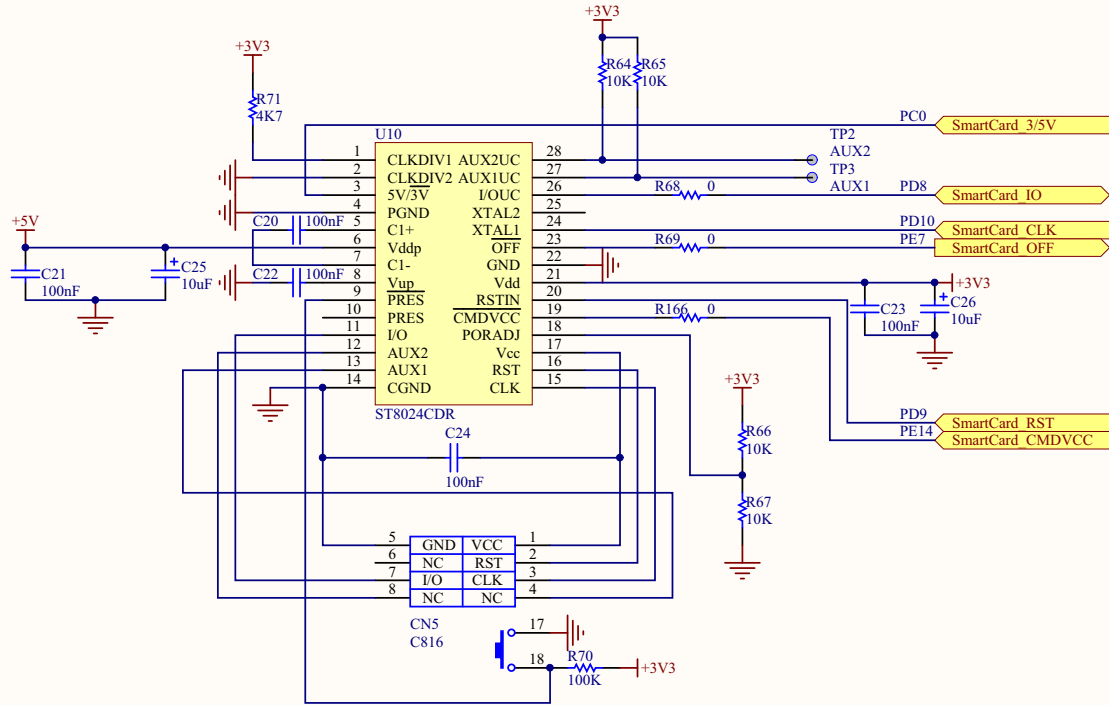 +3V3
+3V3
R64
10K
R65
10K
R71
4K7
U10
PC0
SmartCard_3/5V
TP2
AUX2
TP3
AUX1
1 CLKDIV1 AUX2UC 28
2 CLKDIV2 AUX1UC 27
3 5V/3V I/OUC 26
4 PGND XTAL2 25
5 C1+ XTAL1 24
6 Vddp OFF 23
7 C1- GND 22
8 Vup Vdd 21
9 PRES RSTIN 20
10 PRES CMDVCC 19
11 I/O PORADJ 18
12 AUX2 Vcc 17
13 AUX1 RST 16
14 CGND CLK 15
ST8024CDR
R68 0
PD8
SmartCard_IO
PD10
SmartCard_CLK
R69 0
PE7
SmartCard_OFF
+5V
C20 100nF
C21
100nF
C25
10uF
C22 100nF
+3V3
R166 0
C23
100nF
C26
10uF
+3V3
PD9
SmartCard_RST
PE14
SmartCard_CMDVCC
R66
10K
R67
10K
C24
100nF
5 GND VCC 1
6 NC RST 2
7 I/O CLK 3
8 NC NC 4
CN5
C816
17
18
R70
100K
+3V3